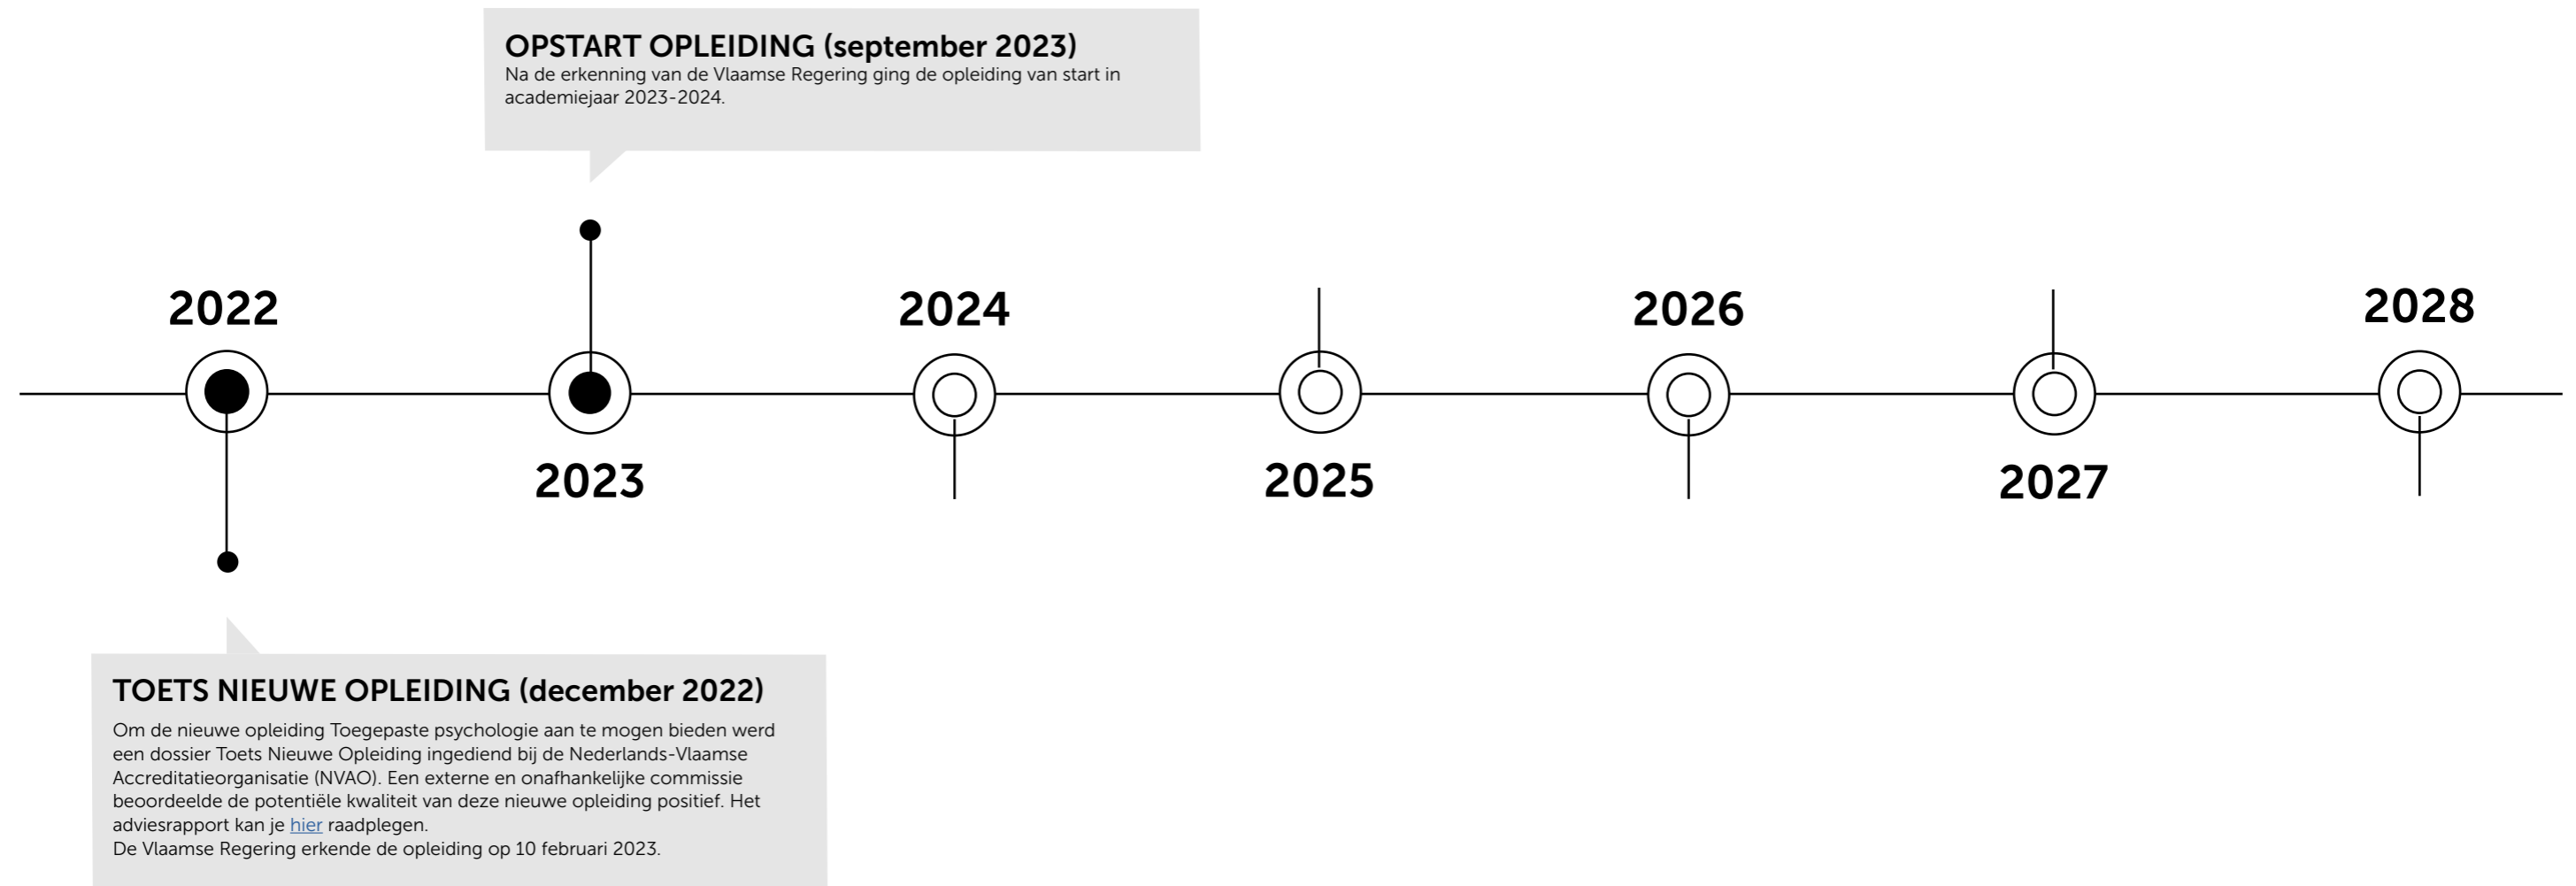 OPSTART OPLEIDING (september 2023)
Na de erkenning van de Vlaamse Regering ging de opleiding van start in
academiejaar 2023-2024.
2022
2024
2026
2028
2023
2025
2027
TOETS NIEUWE OPLEIDING (december 2022)
Om de nieuwe opleiding Toegepaste psychologie aan te mogen bieden werd
een dossier Toets Nieuwe Opleiding ingediend bij de Nederlands-Vlaamse
Accreditatieorganisatie (NVAO). Een externe en onafhankelijke commissie
beoordeelde de potentiële kwaliteit van deze nieuwe opleiding positief. Het
adviesrapport kan je hier raadplegen.
De Vlaamse Regering erkende de opleiding op 10 februari 2023.